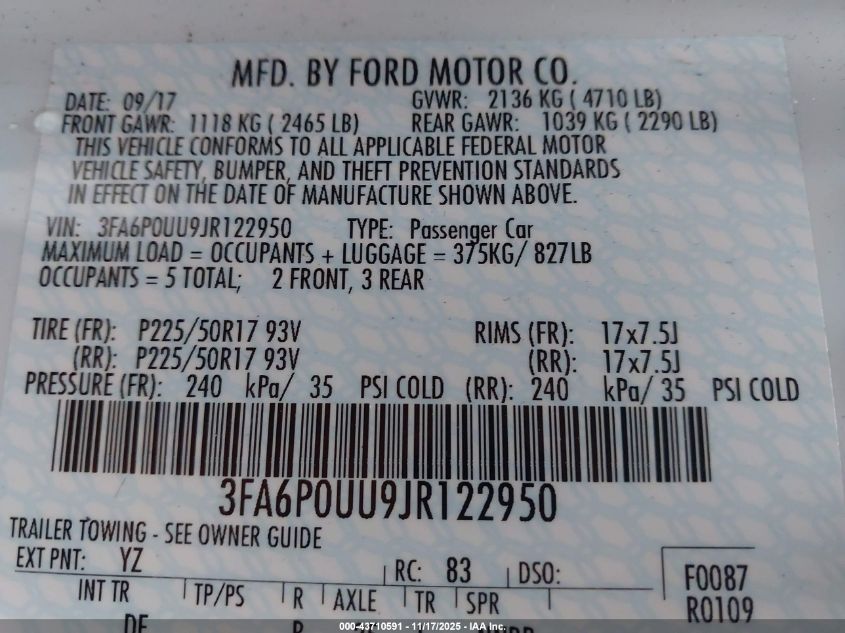 MFD. BY FORD MOTOR CO.
DATE: 09/17 GVWR: 2136 KG ( 4710 LB)
FRONT GAWR: 1118 KG ( 2465 LB) REAR GAWR: 1039 KG ( 2290 LB)
THIS VEHICLE CONFORMS TO ALL APPLICABLE FEDERAL MOTOR
VEHICLE SAFETY, BUMPER, AND THEFT PREVENTION STANDARDS
IN EFFECT ON THE DATE OF MANUFACTURE SHOWN ABOVE.
VIN: 3FA6P0UU9JR122950 TYPE: Passenger Car
MAXIMUM LOAD = OCCUPANTS + LUGGAGE = 375KG/ 827LB
OCCUPANTS = 5 TOTAL; 2 FRONT, 3 REAR
TIRE (FR): P225/50R17 93V RIMS (FR): 17x7.5J
(RR): P225/50R17 93V (RR): 17x7.5J
PRESSURE (FR): 240 kPa/ 35 PSI COLD (RR): 240 kPa/ 35 PSI COLD
3FA6P0UU9JR122950
TRAILER TOWING - SEE OWNER GUIDE
EXT PNT: YZ RC: 83 DSO: F0087
INT TR TP/PS R AXLE TR SPR R0109
000-43710591 - 11/17/2025 - IAA Inc.